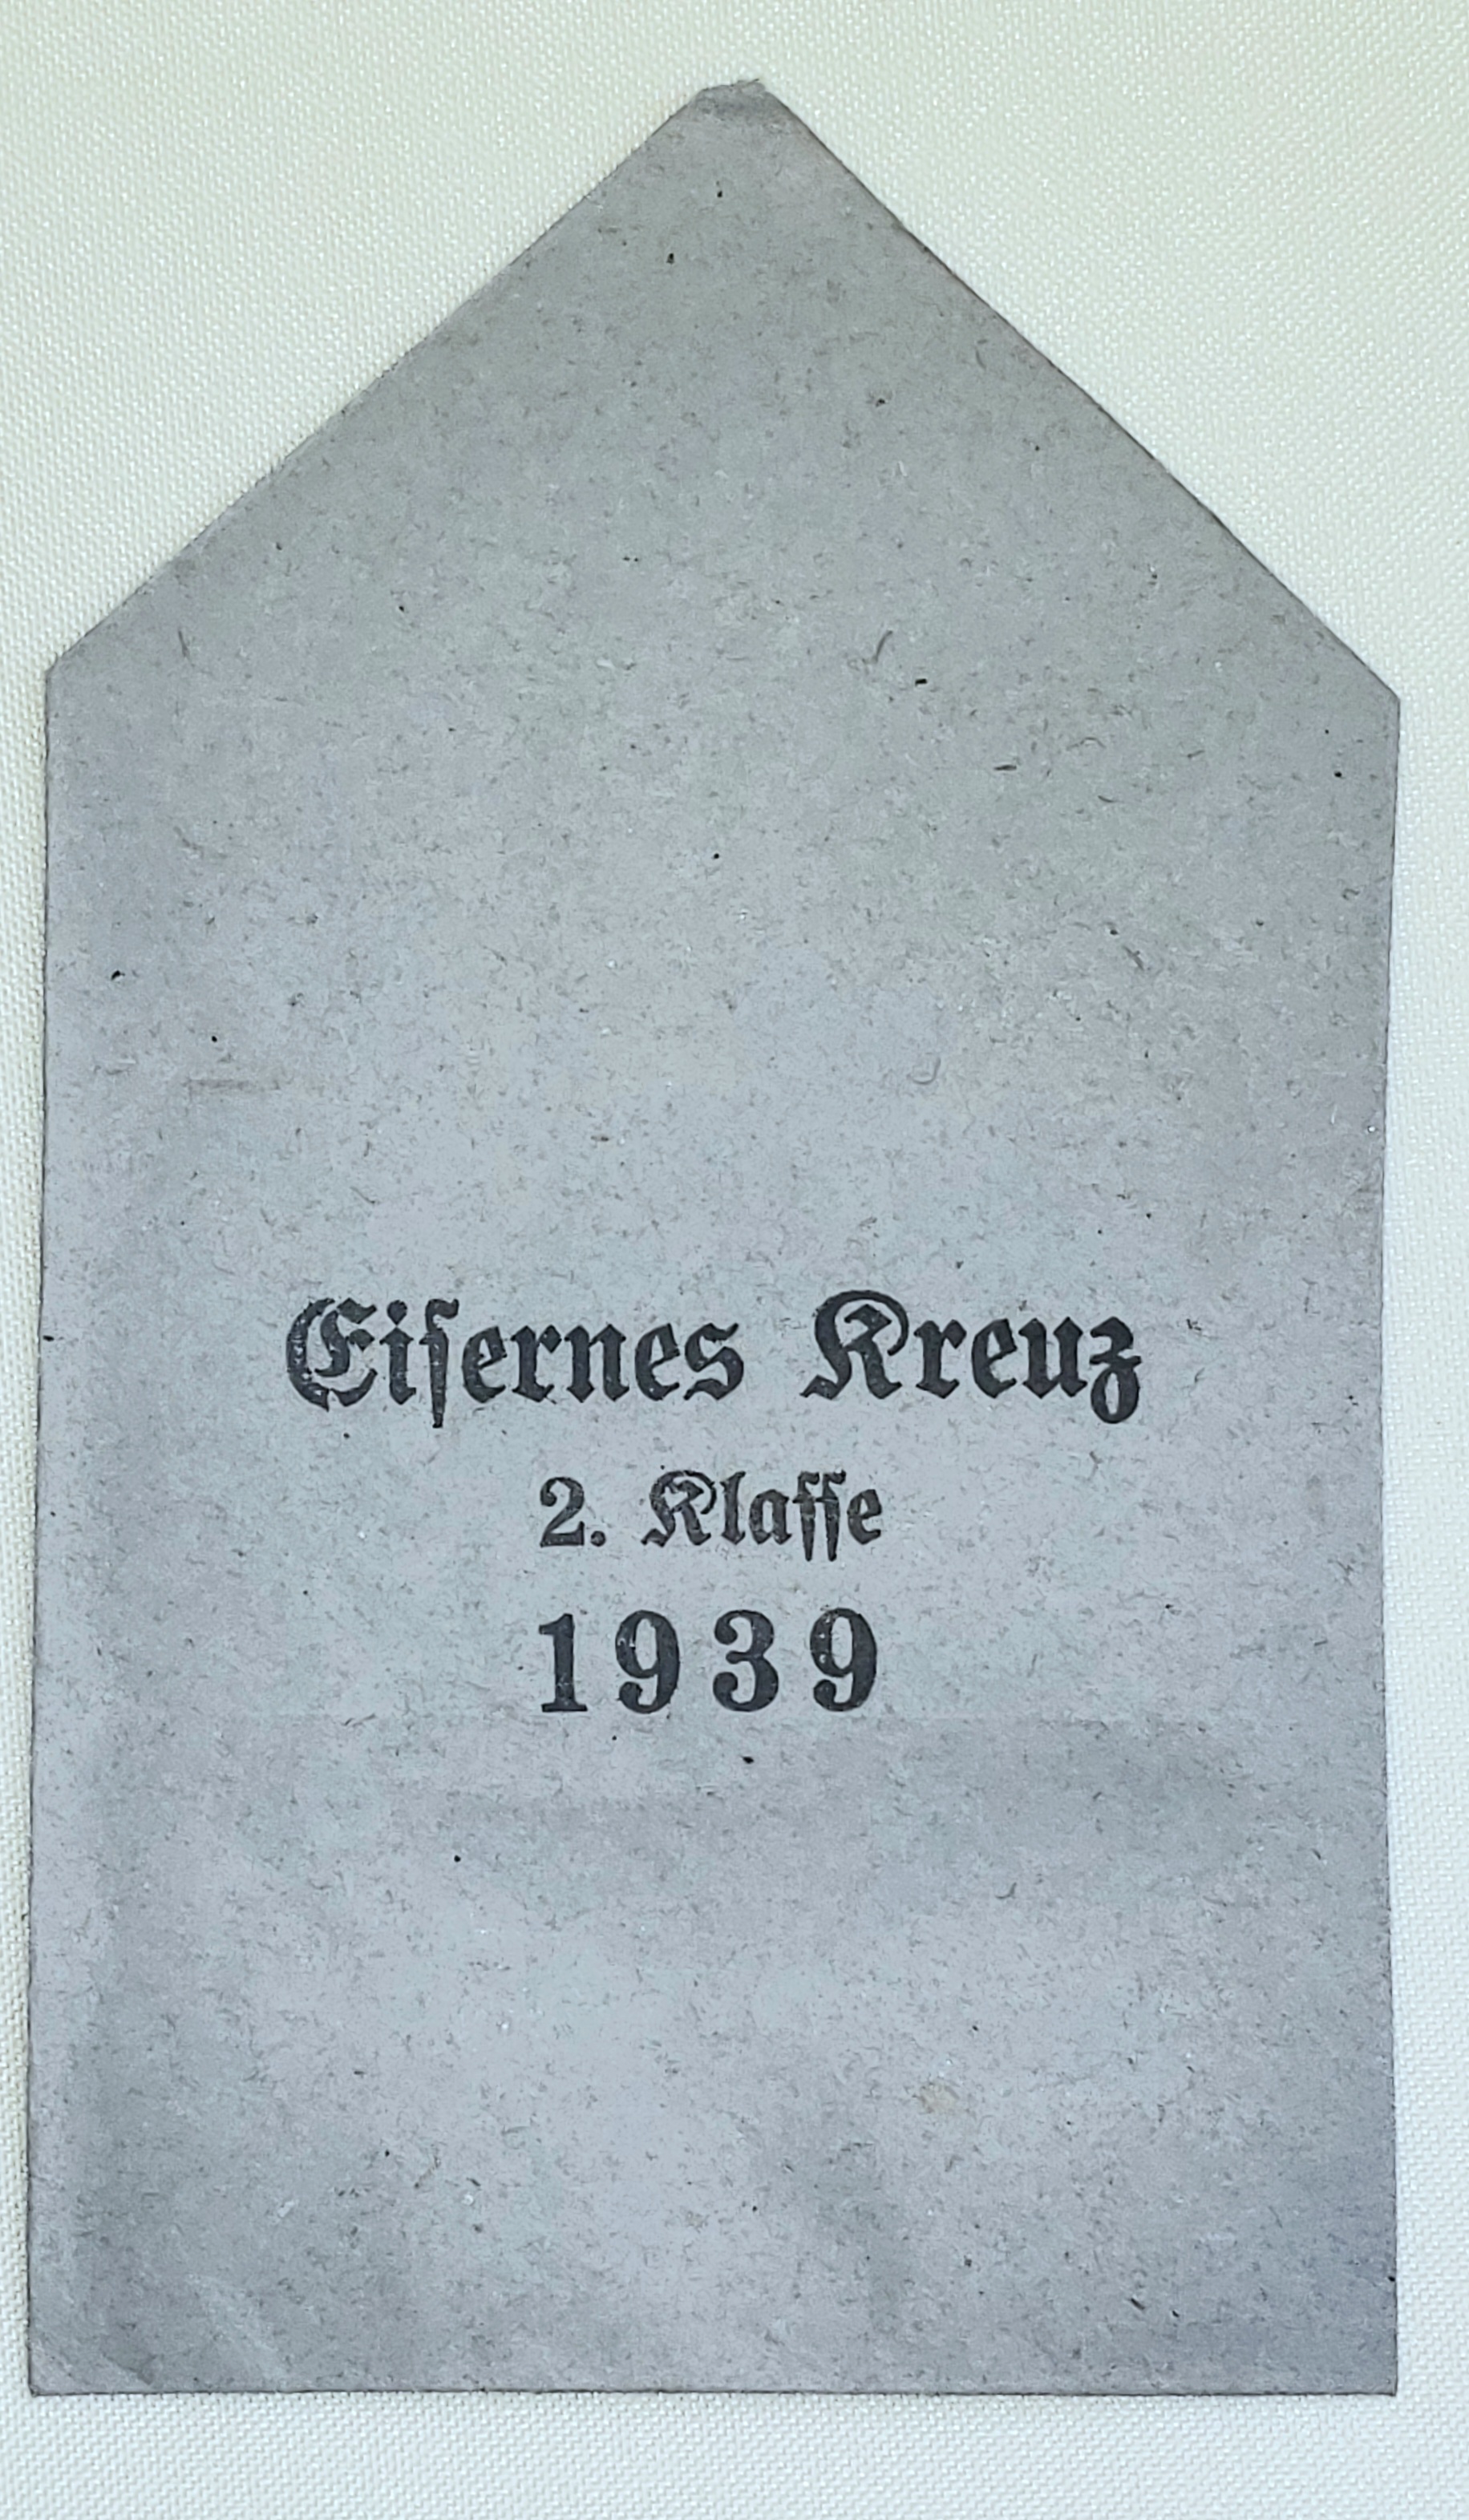 Eiſernes Kreuz
2. Klaſſe
1939